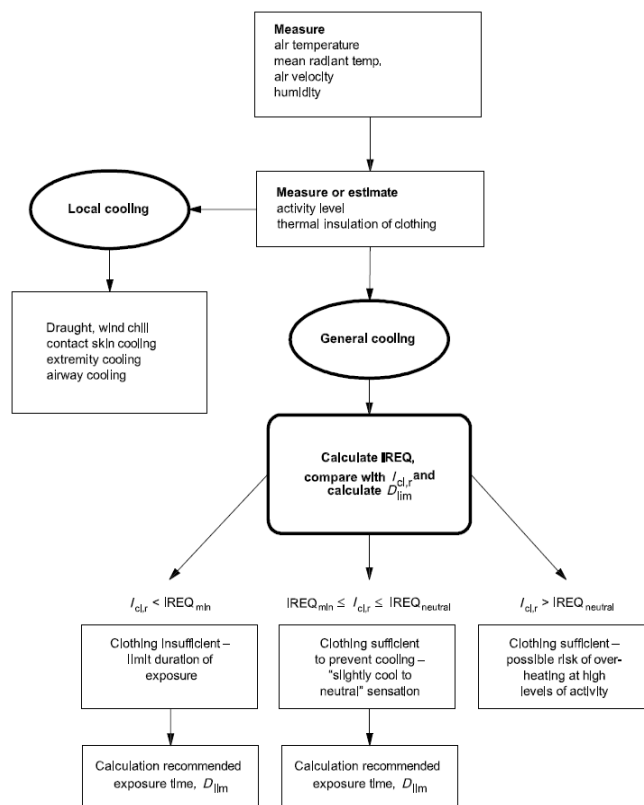 Measure
air temperature
mean radiant temp.
air velocity
humidity
Measure or estimate
activity level
thermal insulation of clothing
Local cooling
Draught, wind chill
contact skin cooling
extremity cooling
airway cooling
General cooling
Calculate IREQ,
compare with Icl,r and
calculate Dlim
Icl,r < IREQmin
IREQmin ≤ Icl,r ≤ IREQneutral
Icl,r > IREQneutral
Clothing insufficient –
limit duration of
exposure
Clothing sufficient
to prevent cooling –
"slightly cool to
neutral" sensation
Clothing sufficient –
possible risk of over-
heating at high
levels of activity
Calculation recommended
exposure time, Dlim
Calculation recommended
exposure time, Dlim